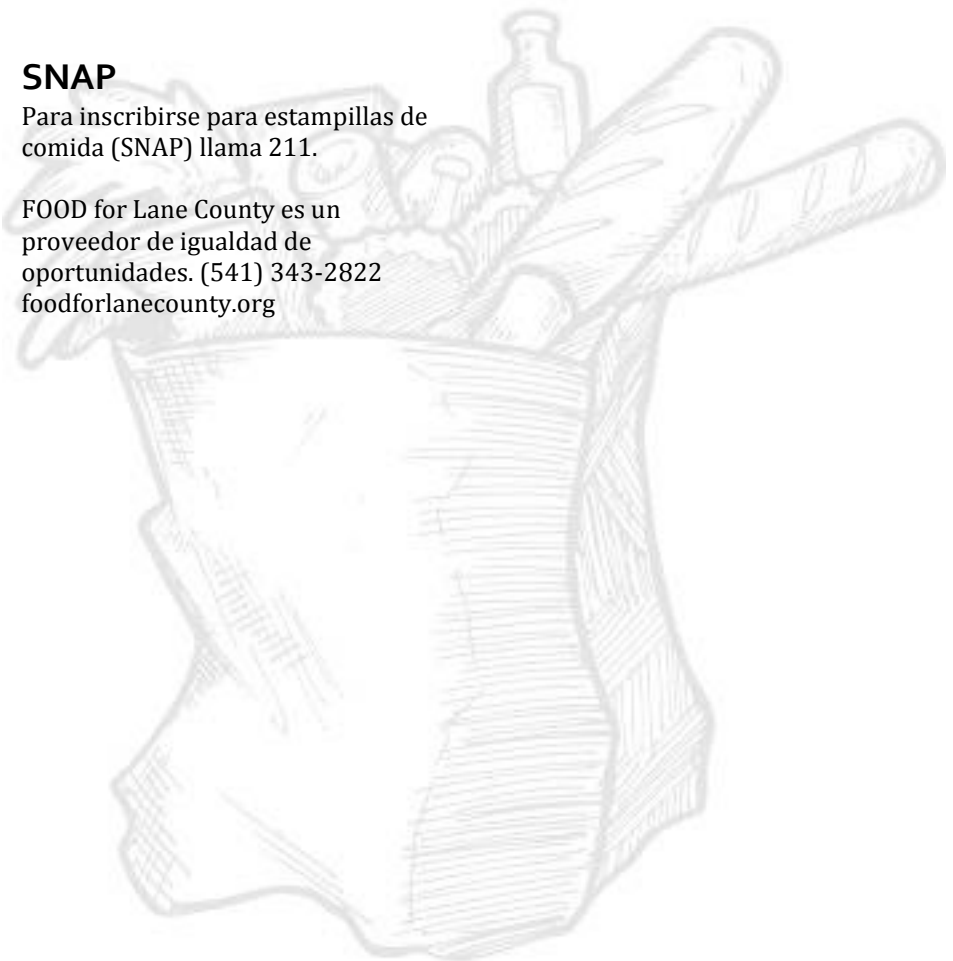 SNAP
Para inscribirse para estampillas de
comida (SNAP) llama 211.
FOOD for Lane County es un
proveedor de igualdad de
oportunidades. (541) 343-2822
foodforlanecounty.org